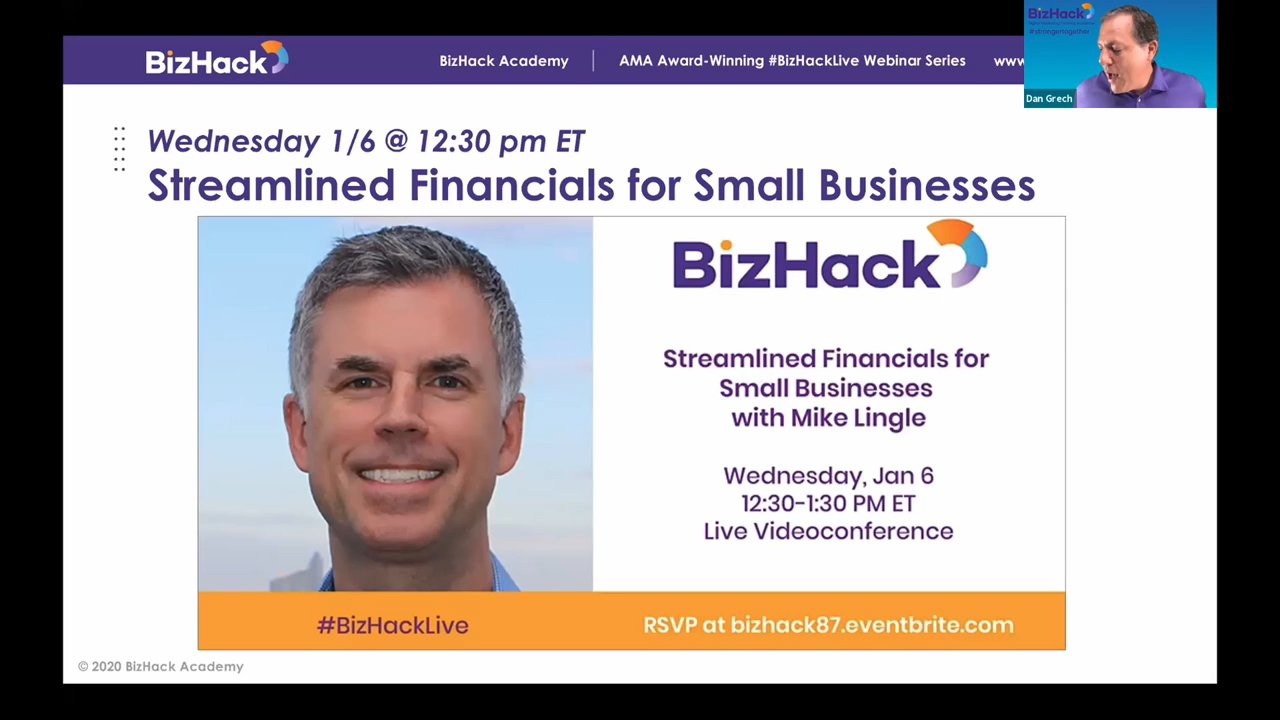 BizHack
BizHack Academy
AMA Award-Winning #BizHackLive Webinar Series
www
BizHack
#strongertogether
Dan Grech
Wednesday 1/6 @ 12:30 pm ET
Streamlined Financials for Small Businesses
BizHack
Streamlined Financials for
Small Businesses
with Mike Lingle
Wednesday, Jan 6
12:30-1:30 PM ET
Live Videoconference
#BizHackLive
RSVP at bizhack87.eventbrite.com
© 2020 BizHack Academy